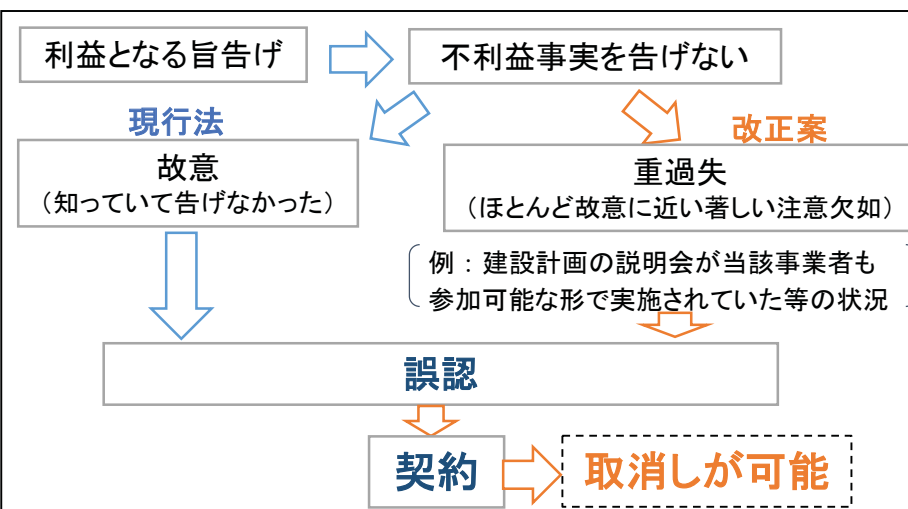 利益となる旨告げ
不利益事実を告げない
現行法
改正案
故意
（知っていて告げなかった）
重過失
（ほとんど故意に近い著しい注意欠如）
例：建設計画の説明会が当該事業者も
参加可能な形で実施されていた等の状況
誤認
契約
取消しが可能